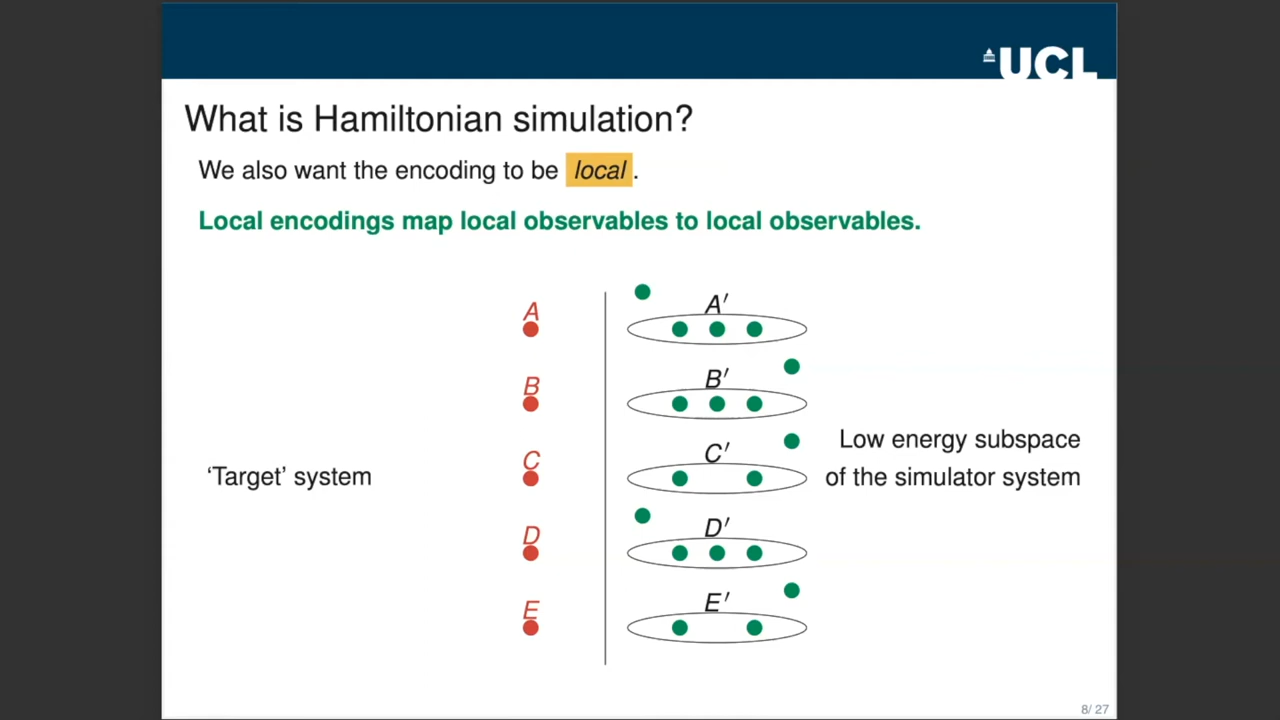 UCL
What is Hamiltonian simulation?
We also want the encoding to be local.
Local encodings map local observables to local observables.
A
A′
B
B′
C
C′
D
D′
E
E′
‘Target’ system
Low energy subspace
of the simulator system
8/ 27